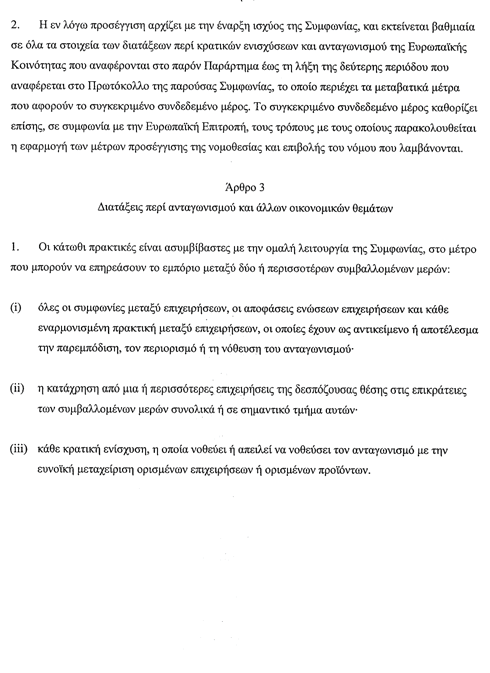 2. Η εν λόγω προσέγγιση αρχίζει με την έναρξη ισχύος της Συμφωνίας, και εκτείνεται βαθμιαία
σε όλα τα στοιχεία των διατάξεων περί κρατικών ενισχύσεων και ανταγωνισμού της Ευρωπαϊκής
Κοινότητας που αναφέρονται στο παρόν Παράρτημα έως τη λήξη της δεύτερης περιόδου που
αναφέρεται στο Πρωτόκολλο της παρούσας Συμφωνίας, το οποίο περιέχει τα μεταβατικά μέτρα
που αφορούν το συγκεκριμένο συνδεδεμένο μέρος. Το συγκεκριμένο συνδεδεμένο μέρος καθορίζει
επίσης, σε συμφωνία με την Ευρωπαϊκή Επιτροπή, τους τρόπους με τους οποίους παρακολουθείται
η εφαρμογή των μέτρων προσέγγισης της νομοθεσίας και επιβολής του νόμου που λαμβάνονται.
Άρθρο 3
Διατάξεις περί ανταγωνισμού και άλλων οικονομικών θεμάτων
1. Οι κάτωθι πρακτικές είναι ασυμβίβαστες με την ομαλή λειτουργία της Συμφωνίας, στο μέτρο
που μπορούν να επηρεάσουν το εμπόριο μεταξύ δύο ή περισσοτέρων συμβαλλομένων μερών:
(i) όλες οι συμφωνίες μεταξύ επιχειρήσεων, οι αποφάσεις ενώσεων επιχειρήσεων και κάθε
εναρμονισμένη πρακτική μεταξύ επιχειρήσεων, οι οποίες έχουν ως αντικείμενο ή αποτέλεσμα
την παρεμπόδιση, τον περιορισμό ή τη νόθευση του ανταγωνισμού·
(ii) η κατάχρηση από μια ή περισσότερες επιχειρήσεις της δεσπόζουσας θέσης στις επικράτειες
των συμβαλλομένων μερών συνολικά ή σε σημαντικό τμήμα αυτών·
(iii) κάθε κρατική ενίσχυση, η οποία νοθεύει ή απειλεί να νοθεύσει τον ανταγωνισμό με την
ευνοϊκή μεταχείριση ορισμένων επιχειρήσεων ή ορισμένων προϊόντων.